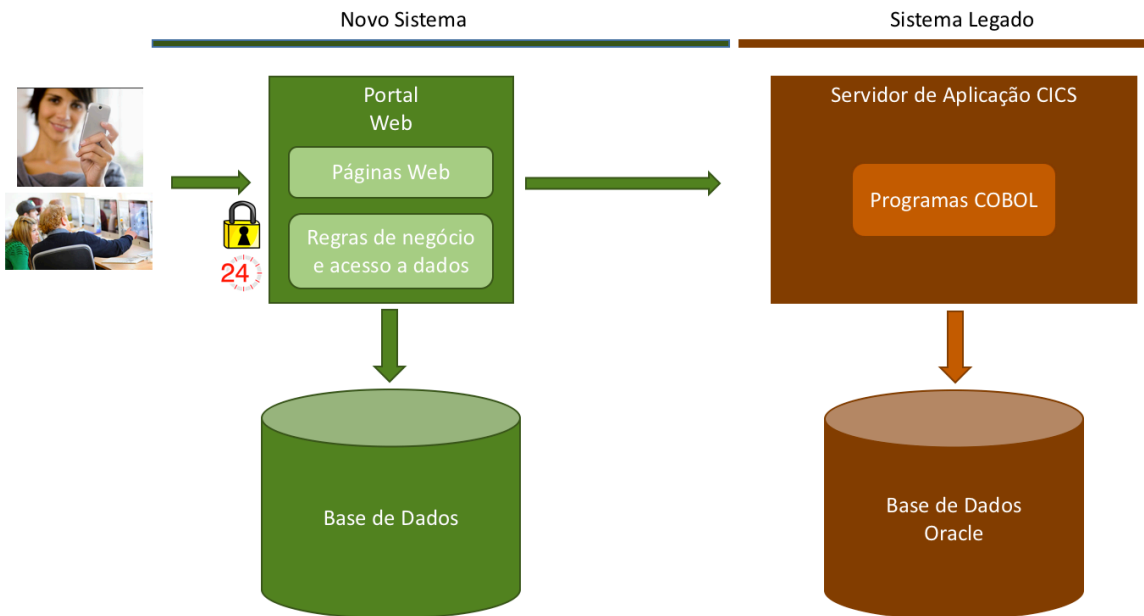 Novo Sistema
Sistema Legado
Portal
Web
Páginas Web
Regras de negócio
e acesso a dados
24
Servidor de Aplicação CICS
Programas COBOL
Base de Dados
Base de Dados
Oracle